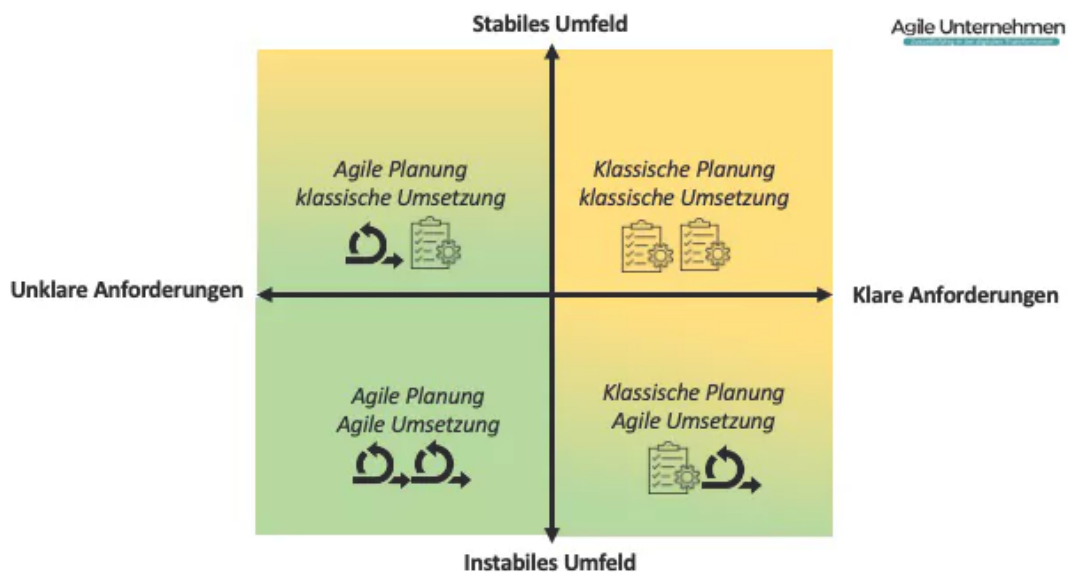 Stabiles Umfeld
Agile Unternehmen
Agile Planung
klassische Umsetzung
Klassische Planung
klassische Umsetzung
Unklare Anforderungen
Klare Anforderungen
Agile Planung
Agile Umsetzung
Klassische Planung
Agile Umsetzung
Instabiles Umfeld